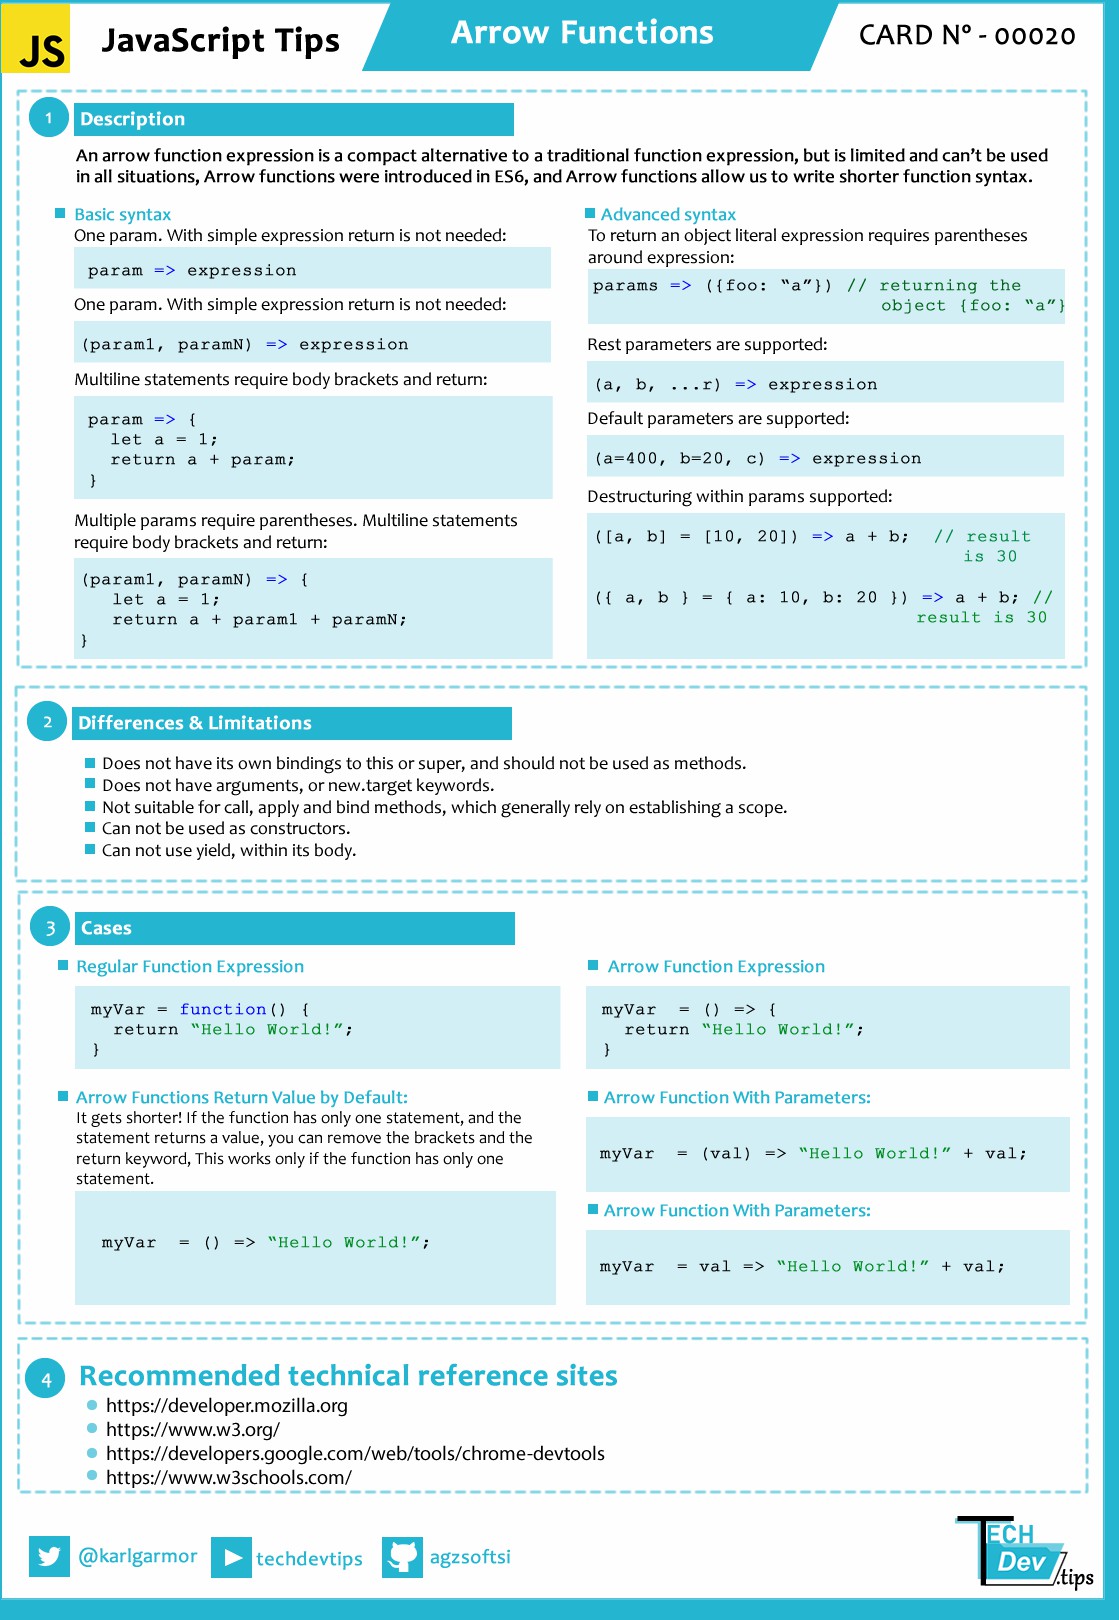 JS
JavaScript Tips
Arrow Functions
CARD Nº - 00020
1
Description
An arrow function expression is a compact alternative to a traditional function expression, but is limited and can't be used
in all situations, Arrow functions were introduced in ES6, and Arrow functions allow us to write shorter function syntax.
Basic syntax
One param. With simple expression return is not needed:
param => expression
One param. With simple expression return is not needed:
(param1, paramN) => expression
Multiline statements require body brackets and return:
param => {
let a = 1;
return a + param;
}
Multiple params require parentheses. Multiline statements
require body brackets and return:
(param1, paramN) => {
let a = 1;
return a + param1 + paramN;
}
Advanced syntax
To return an object literal expression requires parentheses
around expression:
params => ({foo: “a”}) // returning the
object {foo: “a”}
Rest parameters are supported:
(a, b, ...r) => expression
Default parameters are supported:
(a=400, b=20, c) => expression
Destructuring within params supported:
([a, b] = [10, 20]) => a + b; // result
is 30
({ a, b } = { a: 10, b: 20 }) => a + b; //
result is 30
2
Differences & Limitations
Does not have its own bindings to this or super, and should not be used as methods.
Does not have arguments, or new.target keywords.
Not suitable for call, apply and bind methods, which generally rely on establishing a scope.
Can not be used as constructors.
Can not use yield, within its body.
3
Cases
Regular Function Expression
myVar = function() {
return “Hello World!”;
}
Arrow Function Expression
myVar = () => {
return “Hello World!”;
}
Arrow Functions Return Value by Default:
It gets shorter! If the function has only one statement, and the
statement returns a value, you can remove the brackets and the
return keyword, This works only if the function has only one
statement.
myVar = () => “Hello World!”;
Arrow Function With Parameters:
myVar = (val) => “Hello World!” + val;
Arrow Function With Parameters:
myVar = val => “Hello World!” + val;
4
Recommended technical reference sites
https://developer.mozilla.org
https://www.w3.org/
https://developers.google.com/web/tools/chrome-devtools
https://www.w3schools.com/
@karlgarmor
techdevtips
agzsoftsi
TECH
Dev
.tips